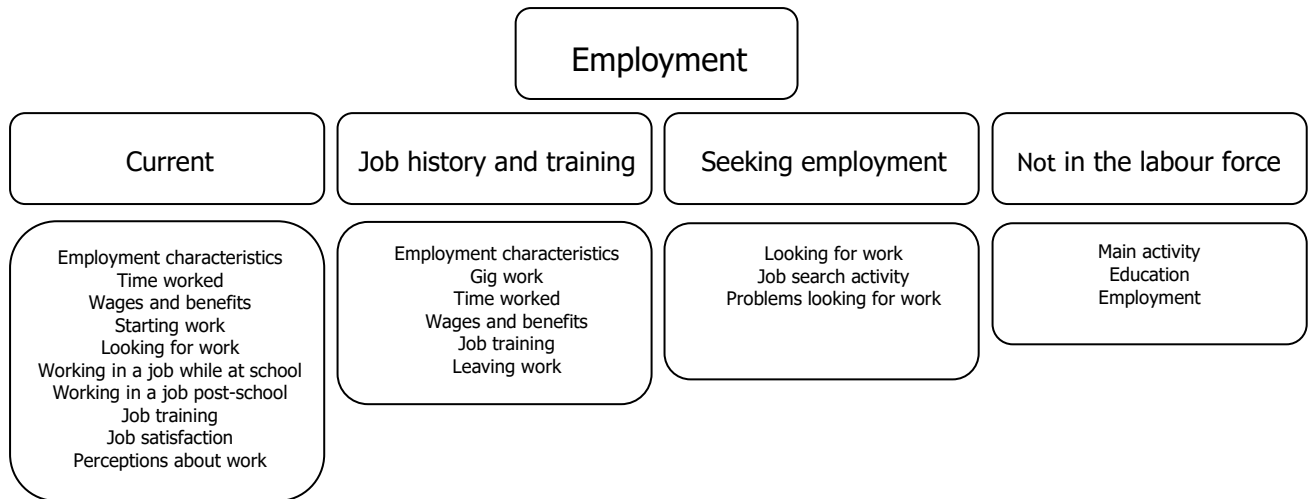 Employment
Current
Job history and training
Seeking employment
Not in the labour force
Employment characteristics
Time worked
Wages and benefits
Starting work
Looking for work
Working in a job while at school
Working in a job post-school
Job training
Job satisfaction
Perceptions about work
Employment characteristics
Gig work
Time worked
Wages and benefits
Job training
Leaving work
Looking for work
Job search activity
Problems looking for work
Main activity
Education
Employment